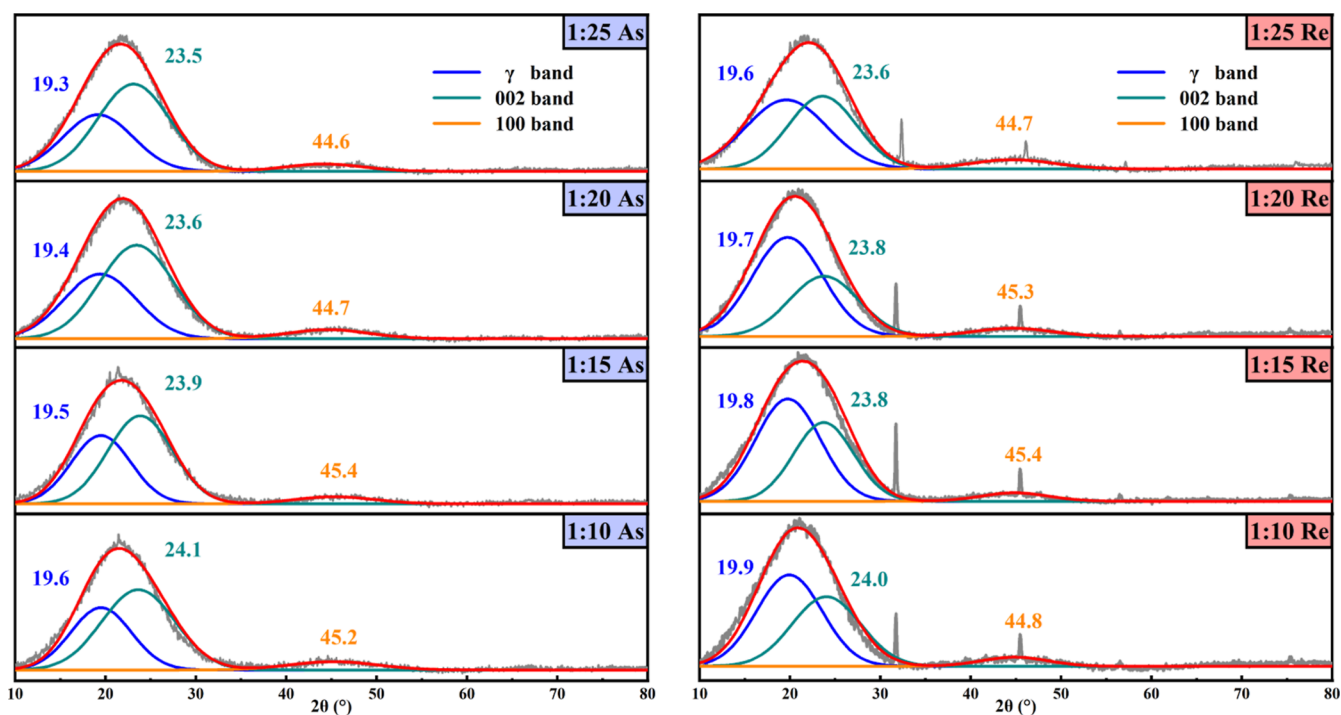 1:25 As
23.5
19.3
γ band
002 band
100 band
44.6
1:20 As
23.6
19.4
44.7
1:15 As
23.9
19.5
45.4
1:10 As
24.1
19.6
45.2
10 20 30 40 50 60 70 80
2θ (°)
1:25 Re
19.6
23.6
γ band
002 band
100 band
44.7
1:20 Re
19.7
23.8
45.3
1:15 Re
19.8
23.8
45.4
1:10 Re
19.9
24.0
44.8
10 20 30 40 50 60 70 80
2θ (°)